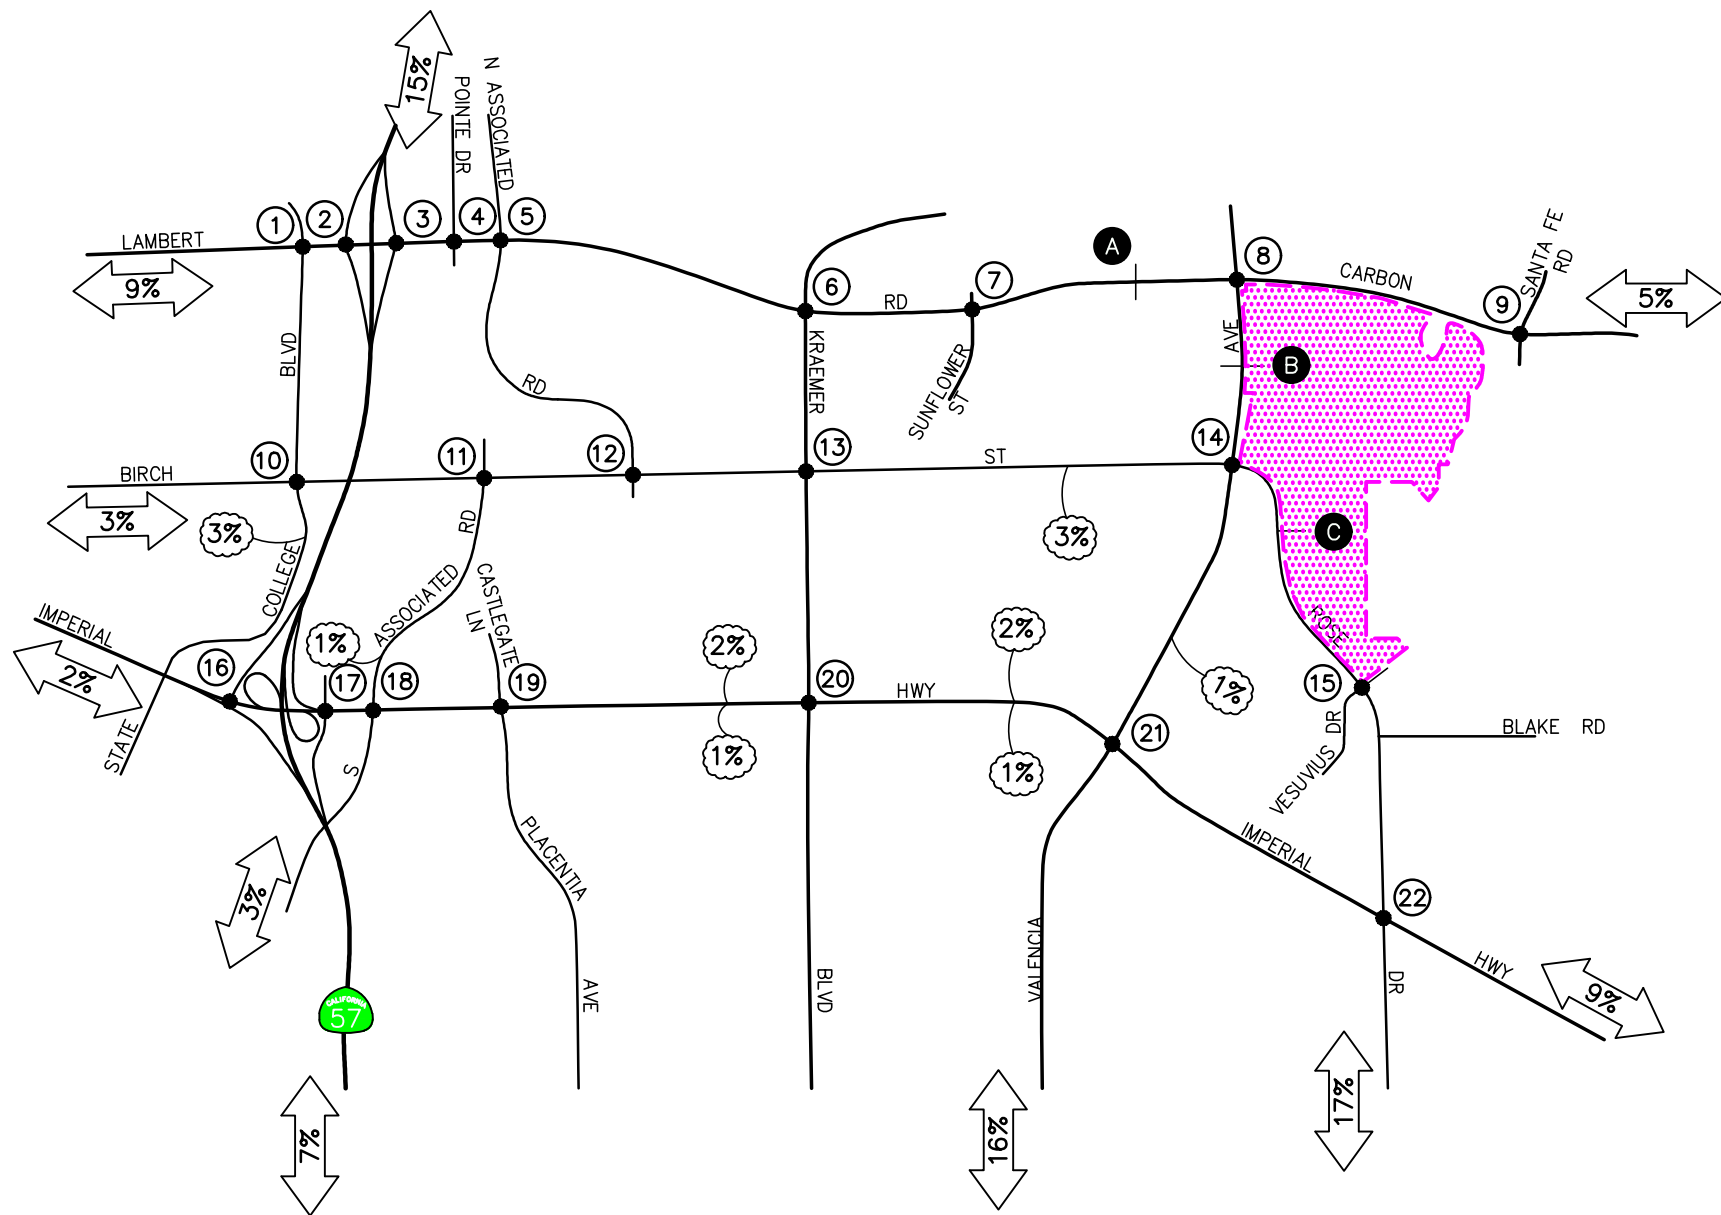 15%
N ASSOCIATED
POINTE DR
1
2
3
4
5
LAMBERT
9%
A
8
CARBON
SANTA FE
RD
6
RD
7
9
5%
BLVD
KRAEMER
AVE
B
SUNFLOWER
ST
RD
10
BIRCH
11
12
13
ST
14
3%
3%
RD
3%
C
COLLEGE
ASSOCIATED
CASTLEGATE
LN
IMPERIAL
2%
16
1%
17
18
19
2%
20
HWY
2%
ROSE
1%
15
STATE
S
1%
1%
21
VESUVIUS DR
BLAKE RD
PLACENTIA
IMPERIAL
3%
22
VALENCIA
HWY
9%
CALIFORNIA
57
AVE
BLVD
DR
7%
16%
17%